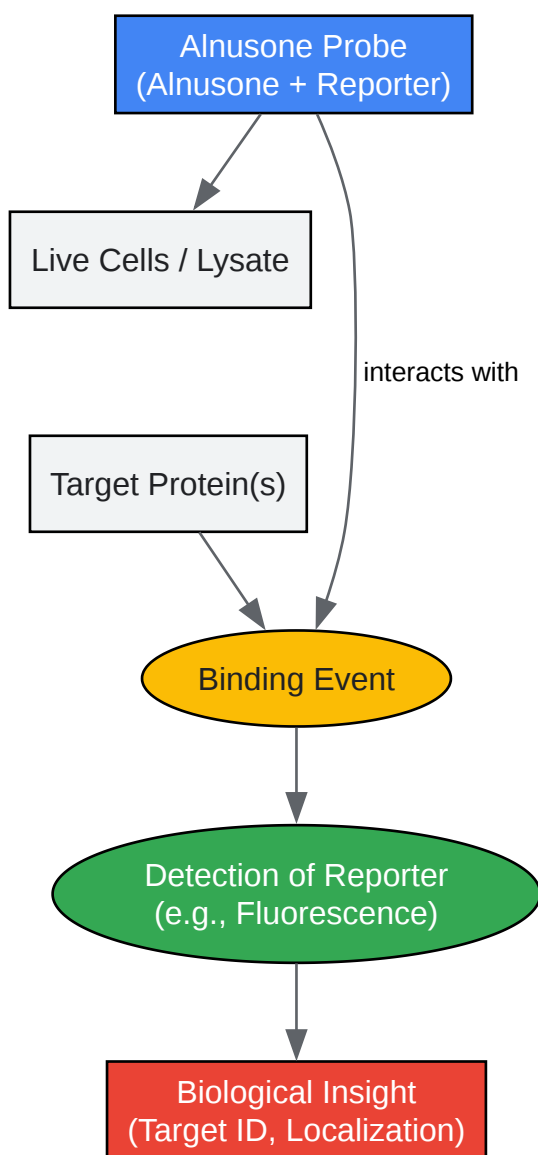 Alnusone Probe
(Alnusone + Reporter)
Live Cells / Lysate
interacts with
Target Protein(s)
Binding Event
Detection of Reporter
(e.g., Fluorescence)
Biological Insight
(Target ID, Localization)